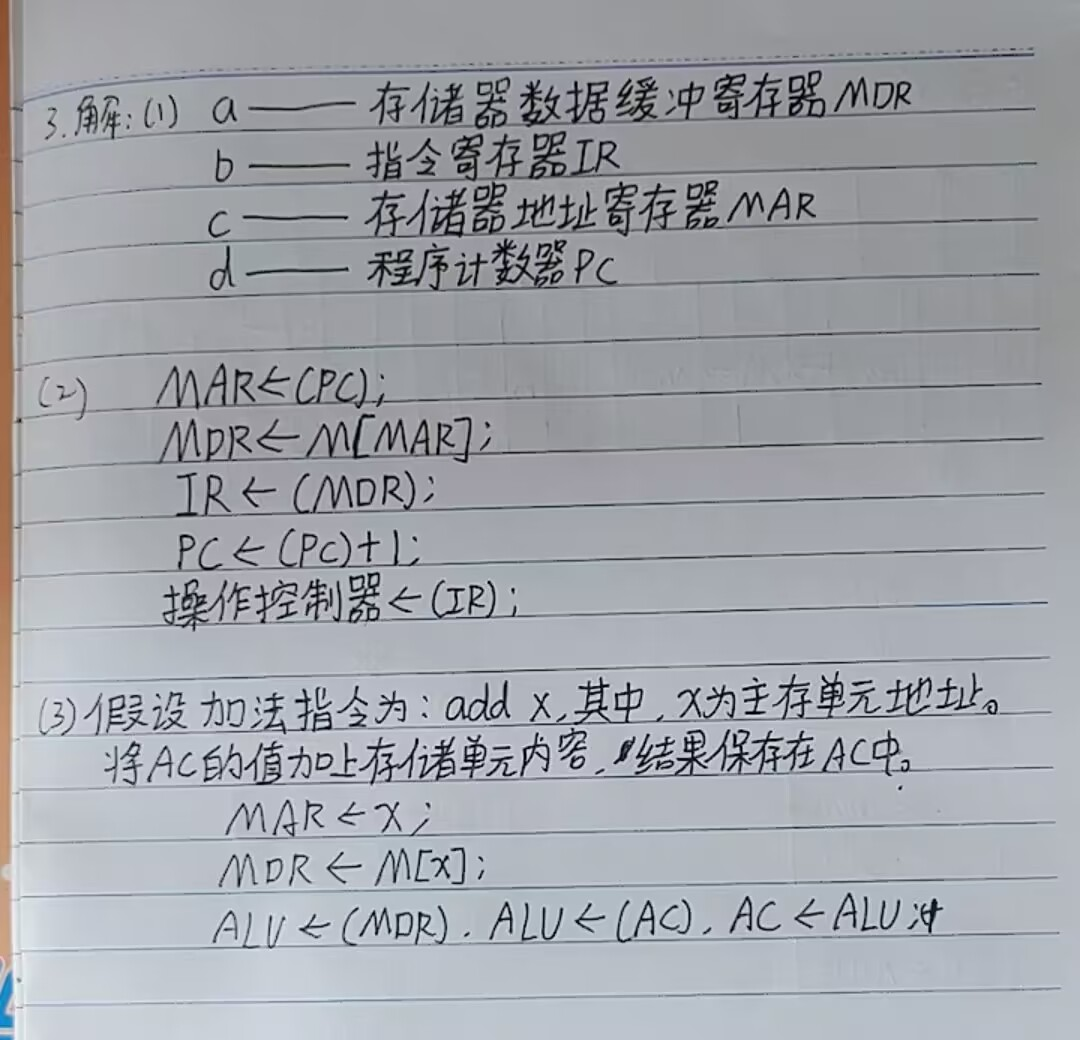 3.解:(1) a —— 存储器数据缓冲寄存器MDR
b —— 指令寄存器IR
c —— 存储器地址寄存器MAR
d —— 程序计数器PC
(2) MAR←(PC);
MDR←M[MAR];
IR←(MDR);
PC←(PC)+1;
操作控制器←(IR);
(3)假设加法指令为:add x,其中,x为主存单元地址。
将AC的值加上存储单元内容,结果保存在AC中。
MAR←x;
MDR←M[x];
ALU←(MDR),ALU←(AC),AC←ALU